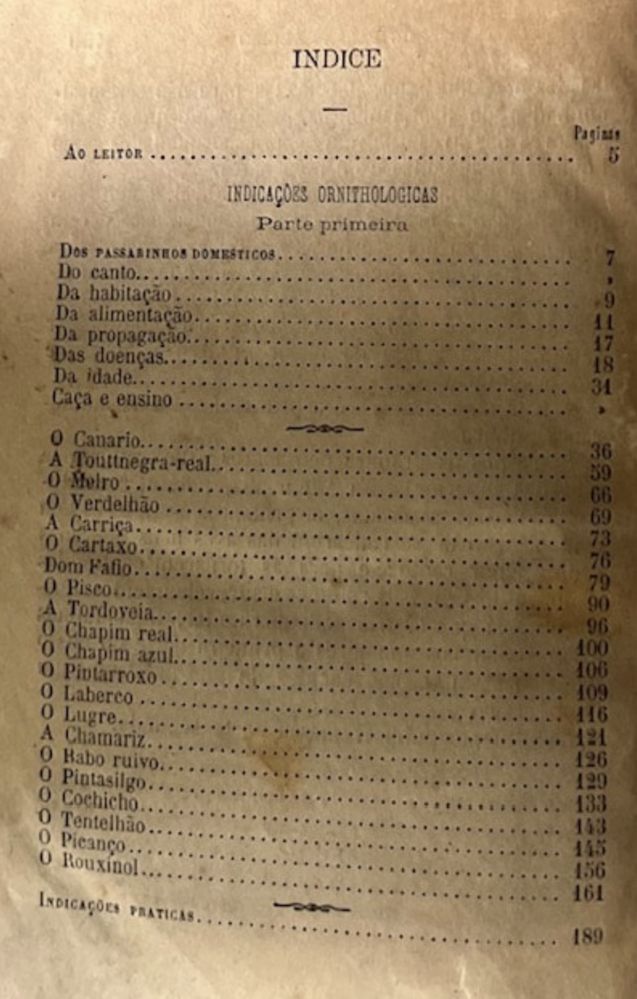 INDICE
Paginas
AO LEITOR ........................................ 5
INDICAÇÕES ORNITHOLOGICAS
Parte primeira
DOS PASSARINHOS DOMESTICOS............................ 7
Do canto........................................ »
Da habitação ........................................ 9
Da alimentação........................................ 11
Da propagação........................................ 17
Das doenças........................................ 18
Da idade........................................ 31
Caça e ensino ........................................ »
O Canario........................................ 36
A Touttnegra-real........................................ 59
O Melro ........................................ 66
O Verdelhão ........................................ 69
A Carriça........................................ 73
O Cartaxo........................................ 76
Dom Fafio........................................ 79
O Pisco........................................ 90
A Tordoveia........................................ 96
O Chapim real........................................ 100
O Chapim azul........................................ 106
O Pintarroxo ........................................ 109
O Laberco ........................................ 116
O Lugre........................................ 121
A Chamariz........................................ 126
O Rabo ruivo........................................ 129
O Pintasilgo........................................ 133
O Cochicho........................................ 143
O Tentelhão ........................................ 145
O Picanço........................................ 156
O Rouxinol........................................ 161
INDICAÇÕES PRATICAS........................................ 189